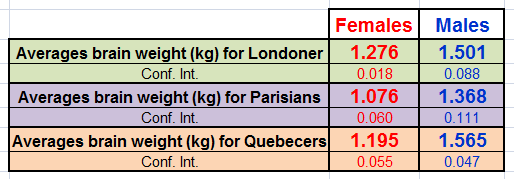 Females Males
Averages brain weight (kg) for Londoner 1.276 1.501
Conf. Int. 0.018 0.088
Averages brain weight (kg) for Parisians 1.076 1.368
Conf. Int. 0.060 0.111
Averages brain weight (kg) for Quebecers 1.195 1.565
Conf. Int. 0.055 0.047